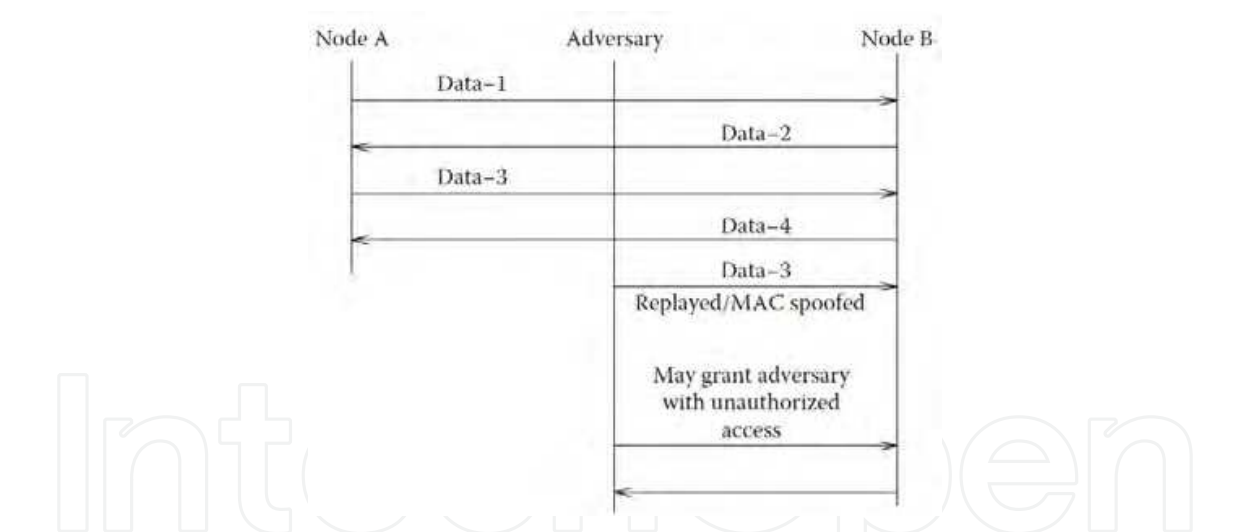 Node A
Adversary
Node B
Data-1
Data-2
Data-3
Data-4
Data-3
Replayed/MAC spoofed
May grant adversary
with unauthorized
access
IntechOpen